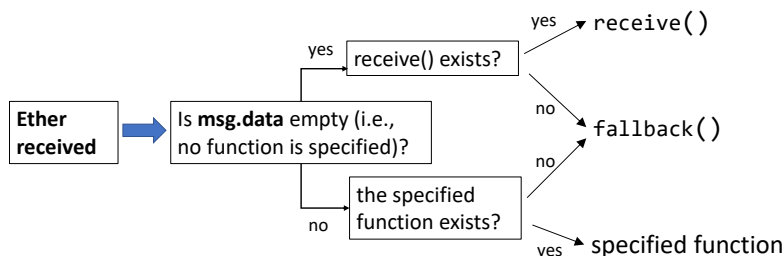 Ether
received
Is msg.data empty (i.e.,
no function is specified)?
yes
receive() exists?
yes
receive()
no
fallback()
no
no
the specified
function exists?
yes
specified function